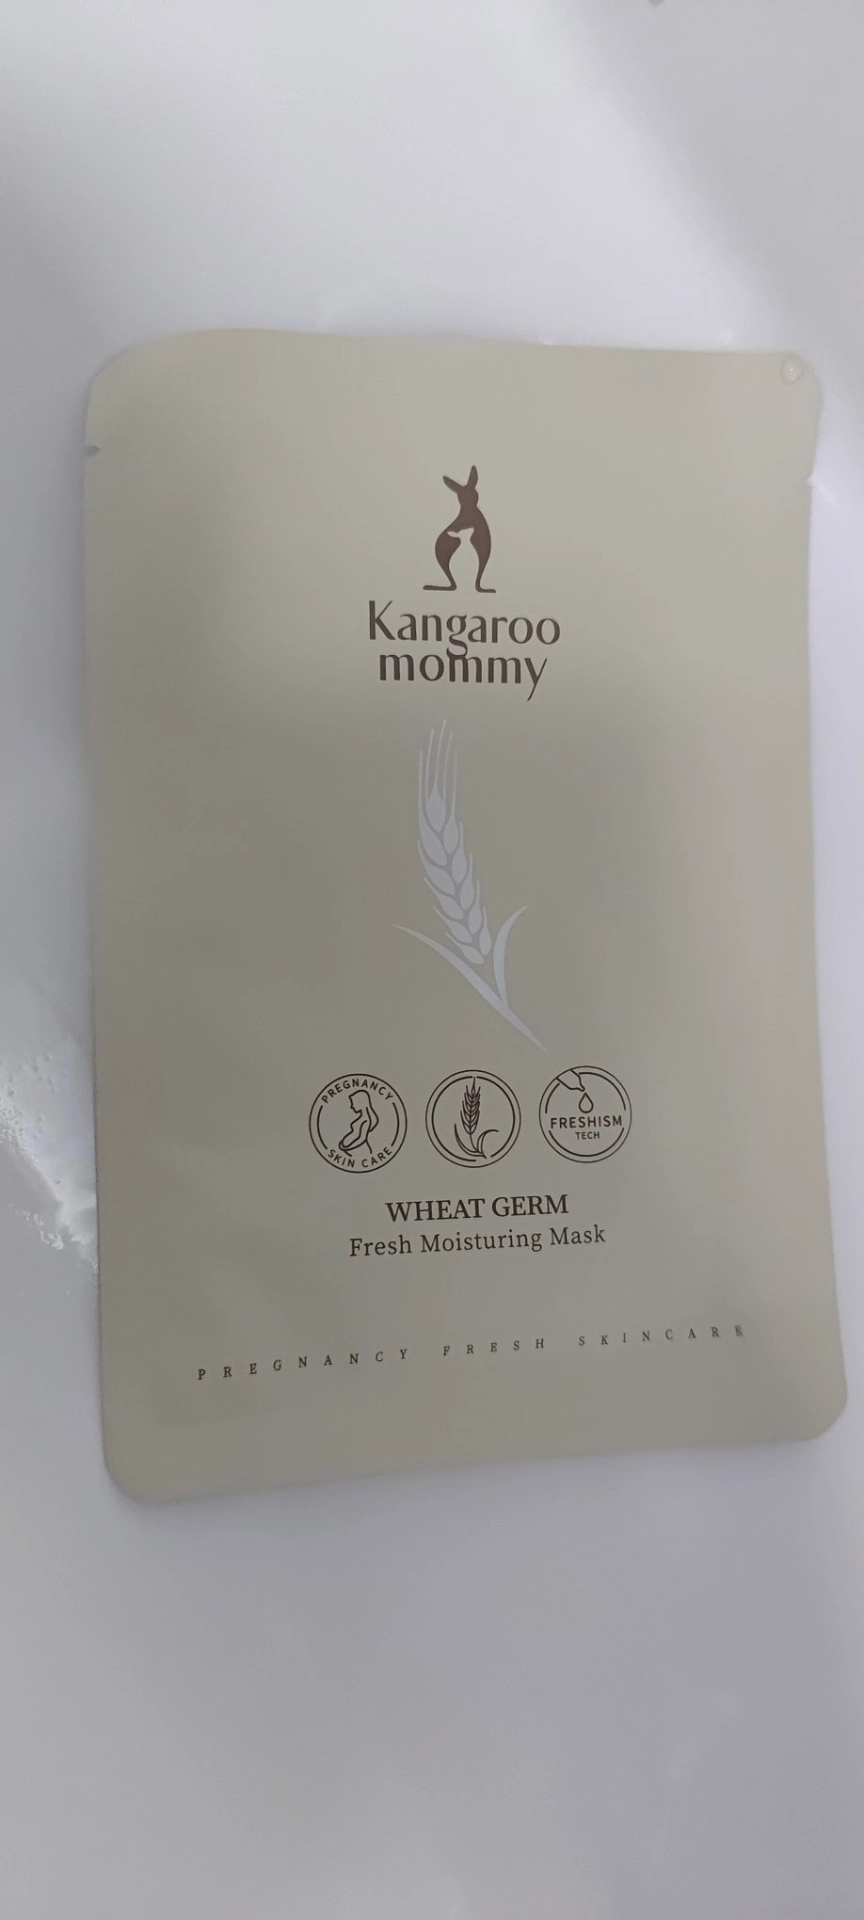 Kangaroo
mommy
PREGNANCY
SKIN CARE
FRESHISM
TECH
WHEAT GERM
Fresh Moisturing Mask
PREGNANCY FRESH SKINCARE